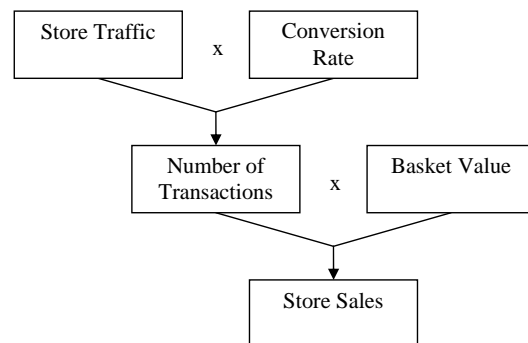 Store Traffic
x
Conversion
Rate
Number of
Transactions
x
Basket Value
Store Sales